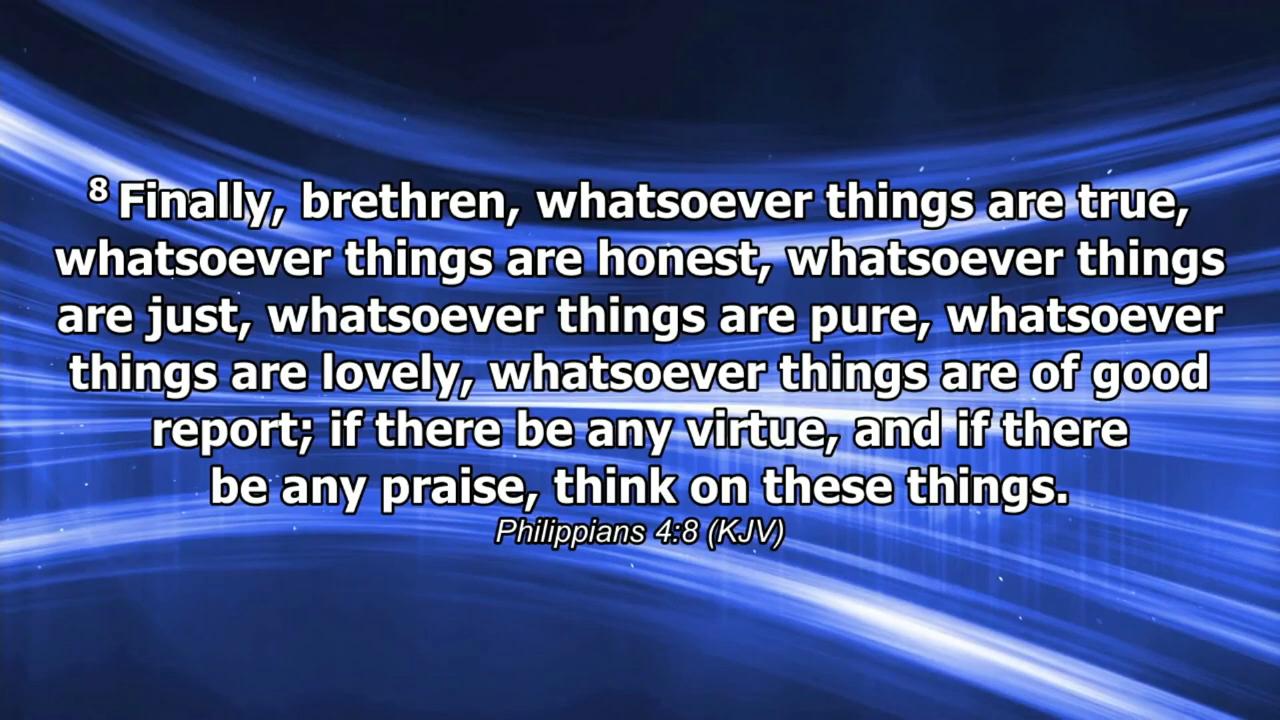 8 Finally, brethren, whatsoever things are true,
whatsoever things are honest, whatsoever things
are just, whatsoever things are pure, whatsoever
things are lovely, whatsoever things are of good
report; if there be any virtue, and if there
be any praise, think on these things.
Philippians 4:8 (KJV)